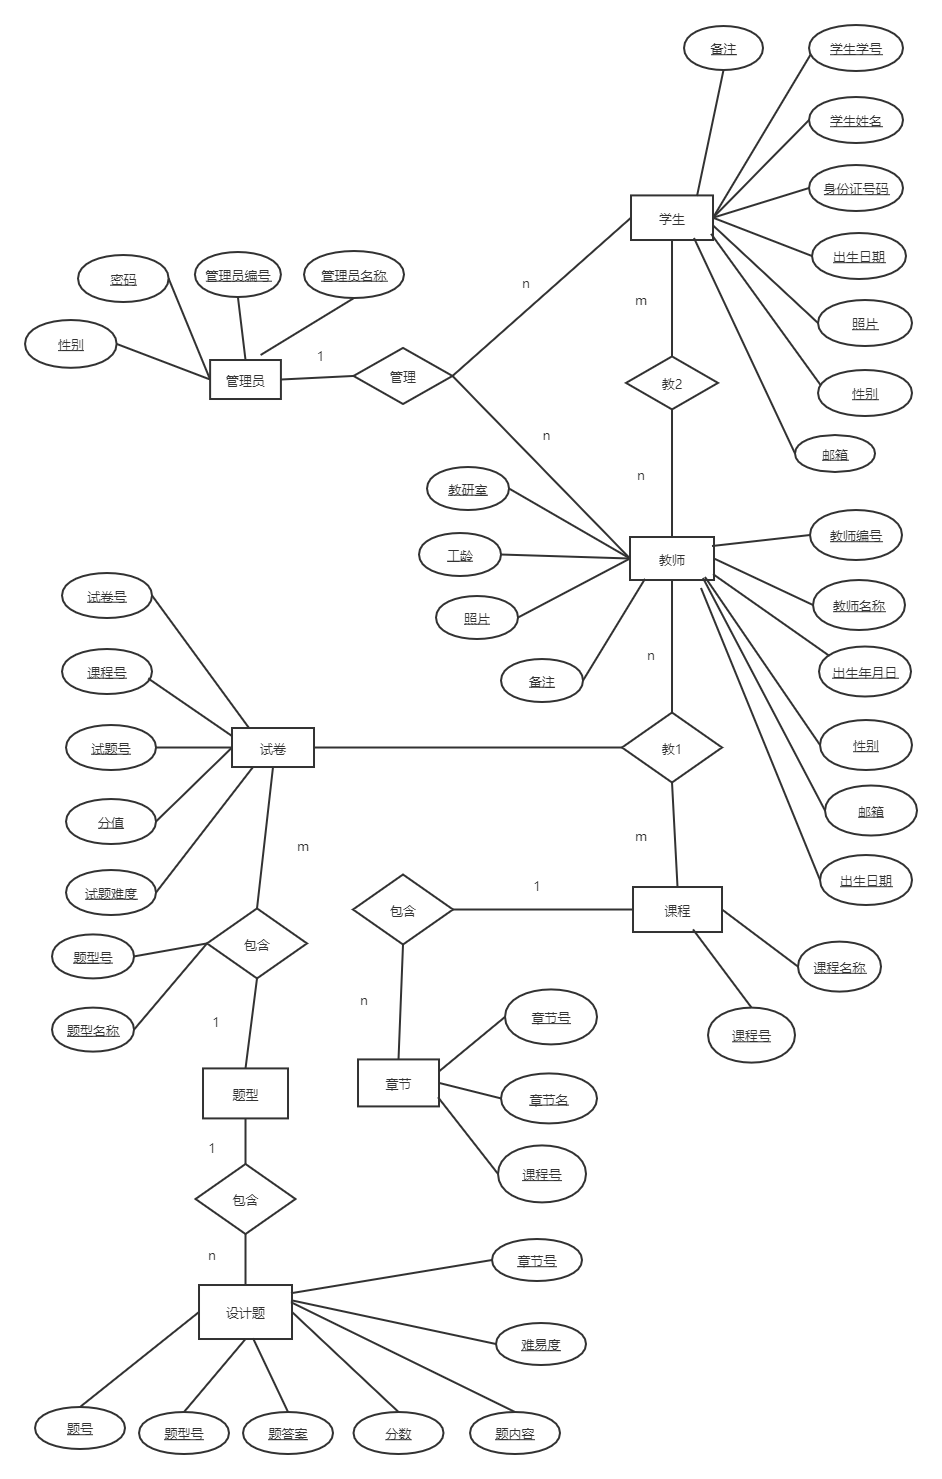 备注
学生学号
学生姓名
身份证号码
学生
出生日期
密码
管理员编号
管理员名称
n
m
照片
性别
1
管理员
管理
教2
性别
n
邮箱
教研室
n
教师编号
工龄
教师
试卷号
照片
教师名称
课程号
备注
n
出生年月日
试题号
试卷
教1
性别
分值
m
m
邮箱
试题难度
1
出生日期
包含
课程
题型号
包含
课程名称
n
1
题型名称
章节号
课程号
题型
章节
章节名
1
课程号
包含
n
章节号
设计题
难易度
题号
题型号
题答案
分数
题内容